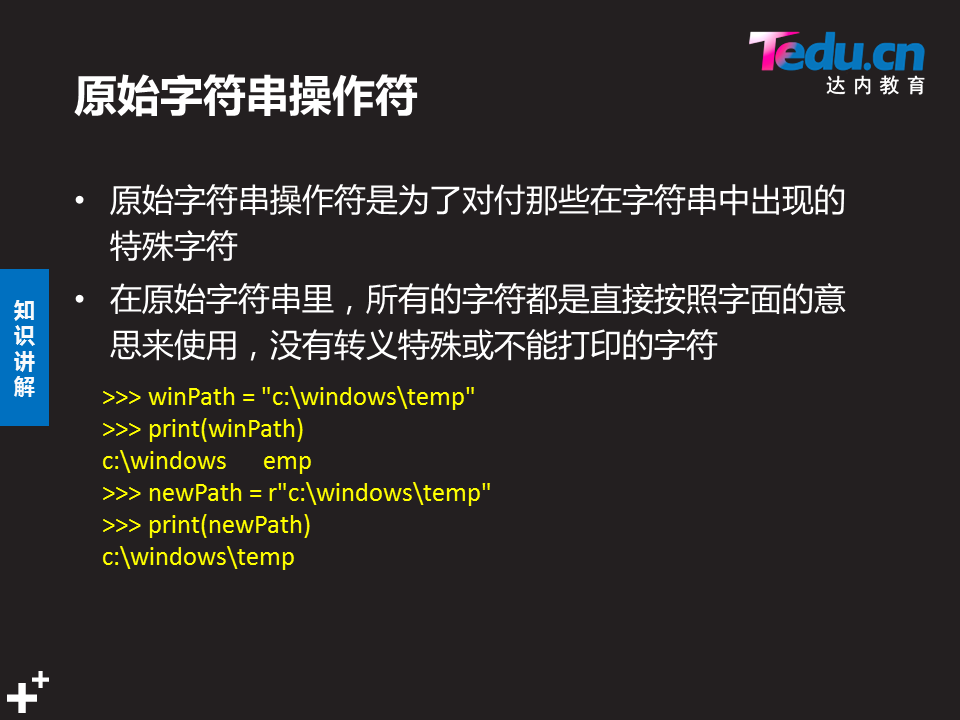 Tedu.cn
达内教育
原始字符串操作符
• 原始字符串操作符是为了对付那些在字符串中出现的
特殊字符
• 在原始字符串里，所有的字符都是直接按照字面的意
思来使用，没有转义特殊或不能打印的字符
知识讲解
>>> winPath = "c:\windows\temp"
>>> print(winPath)
c:\windows      emp
>>> newPath = r"c:\windows\temp"
>>> print(newPath)
c:\windows\temp